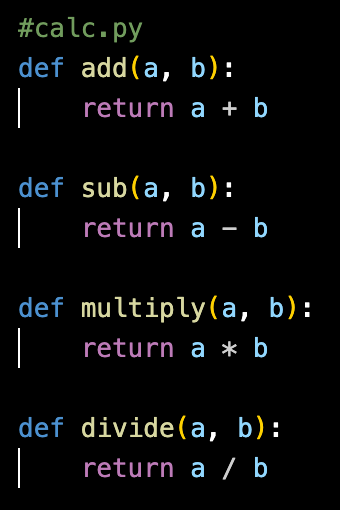 #calc.py
def add(a, b):
    return a + b
def sub(a, b):
    return a - b
def multiply(a, b):
    return a * b
def divide(a, b):
    return a / b